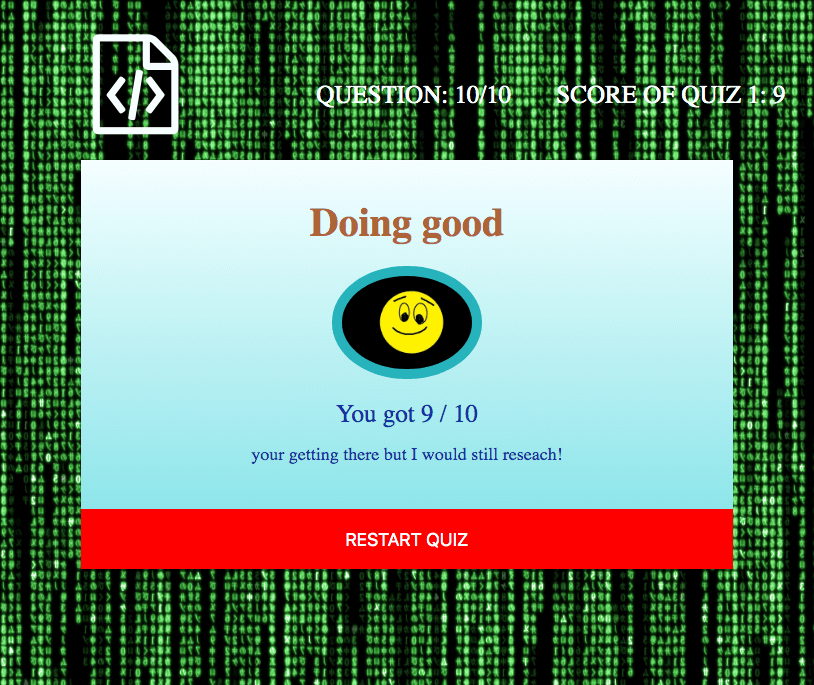 </>
QUESTION: 10/10 SCORE OF QUIZ 1: 9
Doing good
You got 9 / 10
your getting there but I would still reseach!
RESTART QUIZ